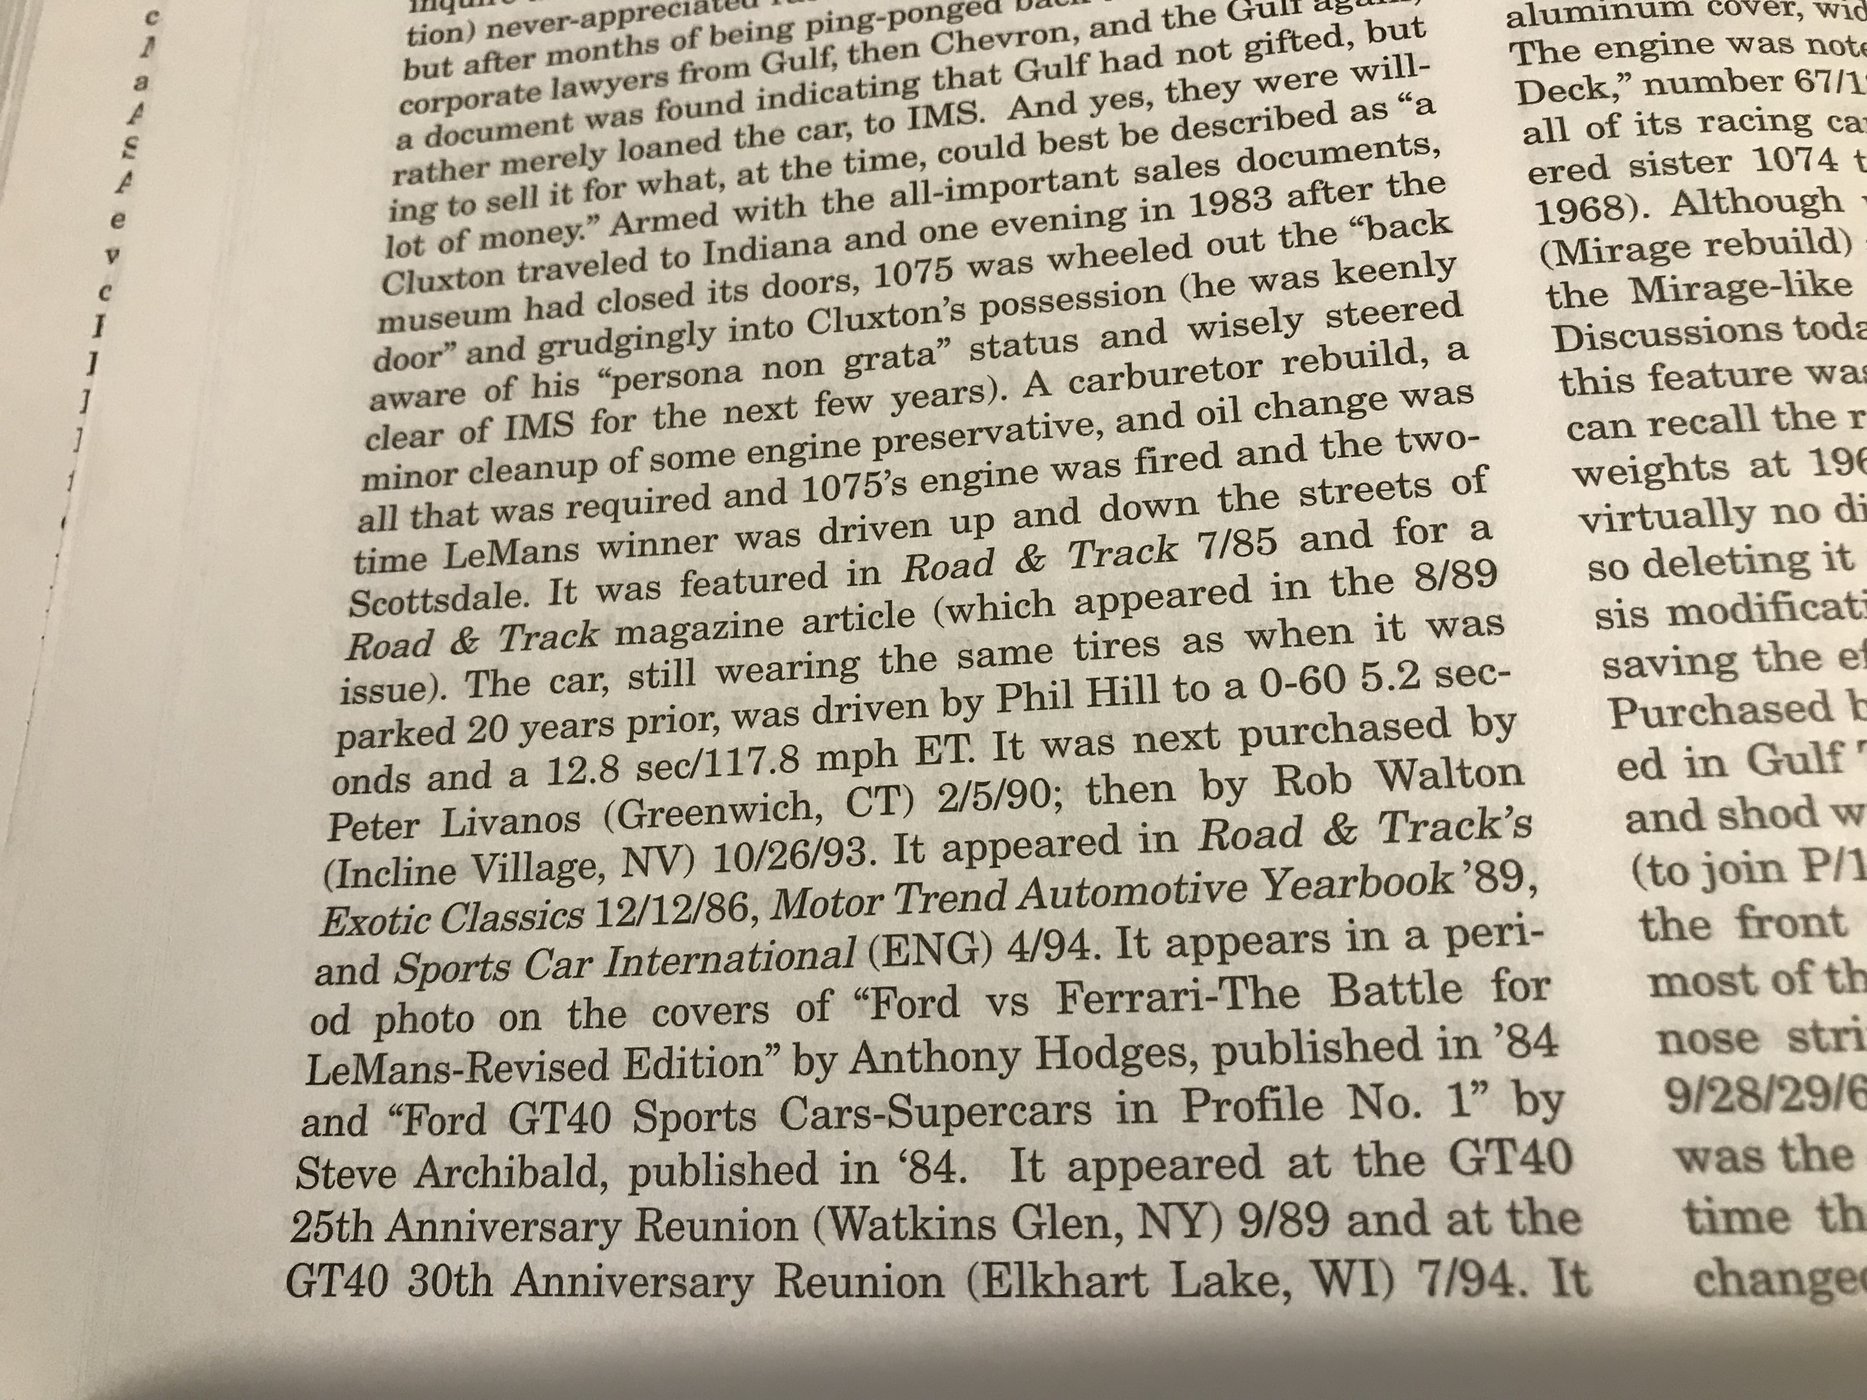 tion) never-appreciated
but after months of being ping-ponged back
corporate lawyers from Gulf, then Chevron, and the Gulf again,
a document was found indicating that Gulf had not gifted, but
rather merely loaned the car, to IMS. And yes, they were will-
ing to sell it for what, at the time, could best be described as “a
lot of money.” Armed with the all-important sales documents,
Cluxton traveled to Indiana and one evening in 1983 after the
museum had closed its doors, 1075 was wheeled out the “back
door” and grudgingly into Cluxton’s possession (he was keenly
aware of his “persona non grata” status and wisely steered
clear of IMS for the next few years). A carburetor rebuild, a
minor cleanup of some engine preservative, and oil change was
all that was required and 1075’s engine was fired and the two-
time LeMans winner was driven up and down the streets of
Scottsdale. It was featured in Road & Track 7/85 and for a
Road & Track magazine article (which appeared in the 8/89
issue). The car, still wearing the same tires as when it was
parked 20 years prior, was driven by Phil Hill to a 0-60 5.2 sec-
onds and a 12.8 sec/117.8 mph ET. It was next purchased by
Peter Livanos (Greenwich, CT) 2/5/90; then by Rob Walton
(Incline Village, NV) 10/26/93. It appeared in Road & Track’s
Exotic Classics 12/12/86, Motor Trend Automotive Yearbook ’89,
and Sports Car International (ENG) 4/94. It appears in a peri-
od photo on the covers of “Ford vs Ferrari-The Battle for
LeMans-Revised Edition” by Anthony Hodges, published in ’84
and “Ford GT40 Sports Cars-Supercars in Profile No. 1” by
Steve Archibald, published in ‘84. It appeared at the GT40
25th Anniversary Reunion (Watkins Glen, NY) 9/89 and at the
GT40 30th Anniversary Reunion (Elkhart Lake, WI) 7/94. It
aluminum cover,
The engine was
Deck,” number 67/1
all of its racing
ered sister 1074
1968). Although
(Mirage rebuild)
the Mirage-like
Discussions
this feature was
can recall the
weights at 196
virtually no
so deleting it
sis
saving the
Purchased
ed in Gulf
and shod
(to join P/1
the front
most of
nose
9/28/29/6
was the
time
changed